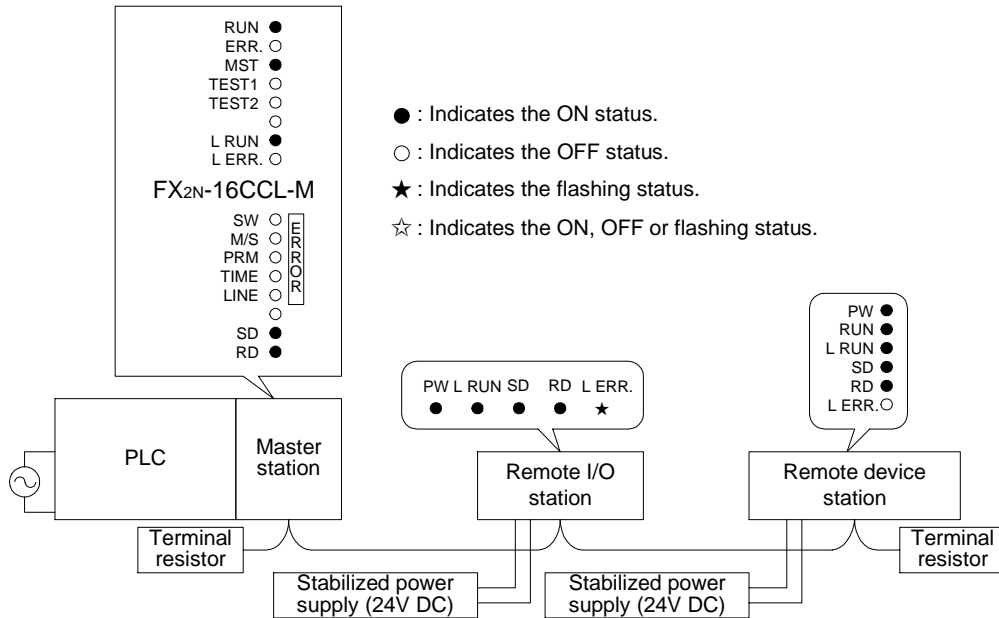 RUN
ERR.
MST
TEST1
TEST2
L RUN
L ERR.
FX2N-16CCL-M
SW
M/S
PRM
TIME
LINE
ERROR
SD
RD
● : Indicates the ON status.
○ : Indicates the OFF status.
★ : Indicates the flashing status.
☆ : Indicates the ON, OFF or flashing status.
PW L RUN SD RD L ERR.
PW
RUN
L RUN
SD
RD
L ERR.
PLC
Master
station
Remote I/O
station
Remote device
station
Terminal
resistor
Terminal
resistor
Stabilized power
supply (24V DC)
Stabilized power
supply (24V DC)